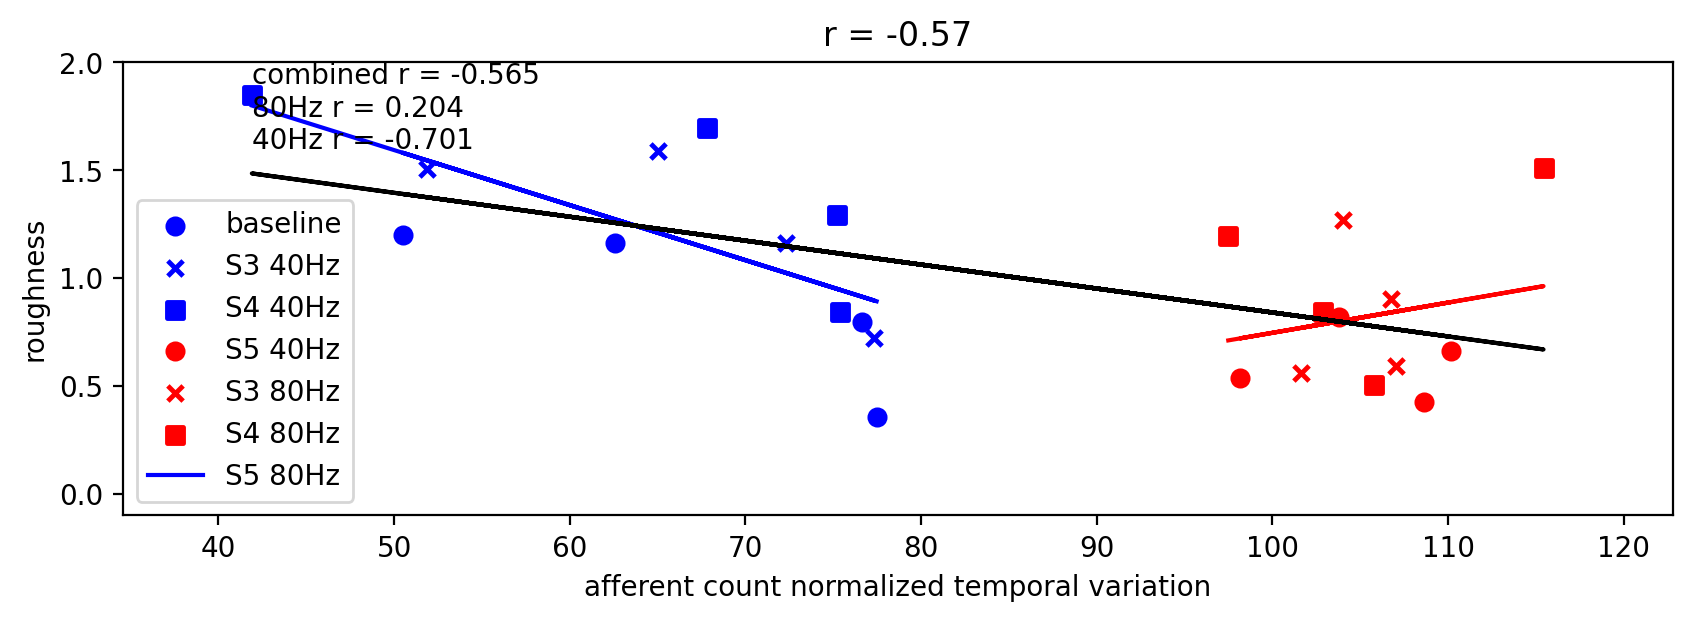 r = -0.57
combined r = -0.565
80Hz r = 0.204
40Hz r = -0.701
2.0
1.5
1.0
0.5
0.0
roughness
baseline
S3 40Hz
S4 40Hz
S5 40Hz
S3 80Hz
S4 80Hz
S5 80Hz
40 50 60 70 80 90 100 110 120
afferent count normalized temporal variation